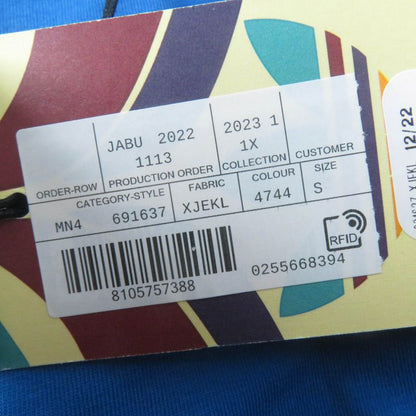 JABU 2022 2023 1
1113 1X
ORDER-ROW PRODUCTION ORDER COLLECTION CUSTOMER
CATEGORY-STYLE FABRIC COLOUR SIZE
MN4 691637 XJEKL 4744 S
RFID
8105757388 0255668394
12/22